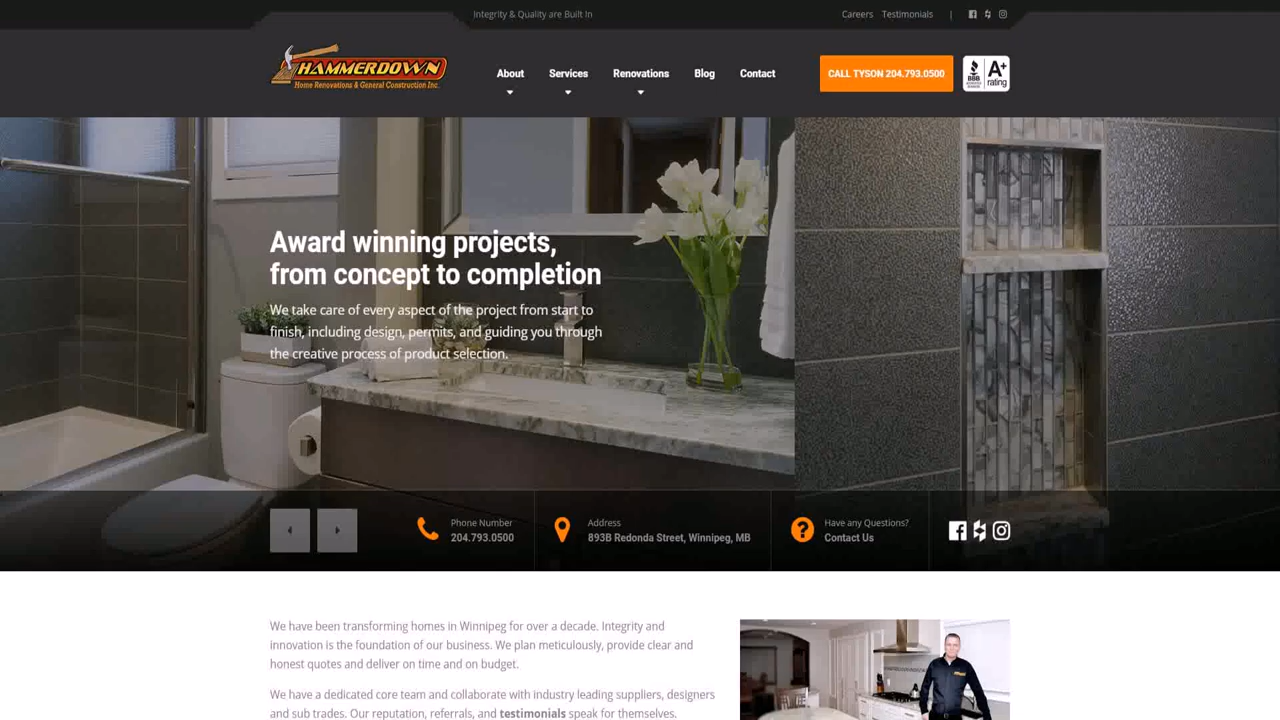 Integrity & Quality are Built In
Careers Testimonials |
HAMMERDOWN
Home Renovations & General Construction Inc.
About Services Renovations Blog Contact
CALL TYSON 204.793.0500
BBB
A+
rating
Award winning projects,
from concept to completion
We take care of every aspect of the project from start to
finish, including design, permits, and guiding you through
the creative process of product selection.
Phone Number
204.793.0500
Address
893B Redonda Street, Winnipeg, MB
Have any Questions?
Contact Us
We have been transforming homes in Winnipeg for over a decade. Integrity and
innovation is the foundation of our business. We plan meticulously, provide clear and
honest quotes and deliver on time and on budget.
We have a dedicated core team and collaborate with industry leading suppliers, designers
and sub trades. Our reputation, referrals, and testimonials speak for themselves.